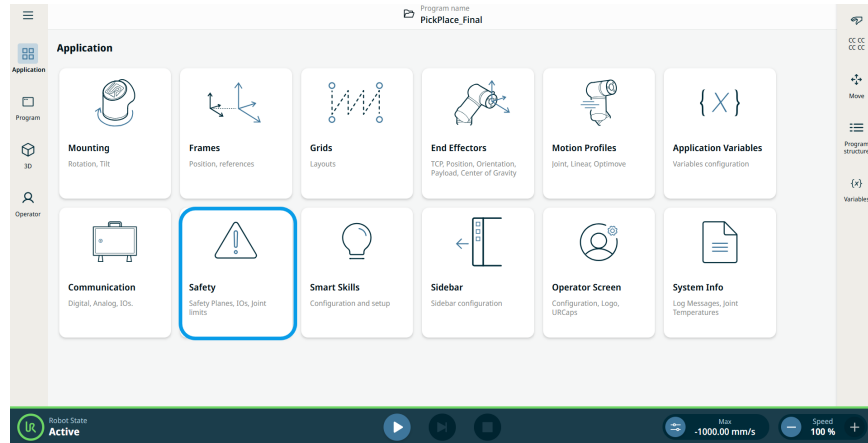 Program name
PickPlace_Final
Application
Application
Program
3D
Operator
Mounting
Rotation, Tilt
Frames
Position, references
Grids
Layouts
End Effectors
TCP, Position, Orientation,
Payload, Center of Gravity
Motion Profiles
Joint, Linear, Optimove
{X}
Application Variables
Variables configuration
Communication
Digital, Analog, IOs.
Safety
Safety Planes, IOs, Joint
limits
Smart Skills
Configuration and setup
Sidebar
Sidebar configuration
Operator Screen
Configuration, Logo,
URCaps
System Info
Log Messages, Joint
Temperatures
CC CC
CC CC
Move
Program
structure
{x}
Variables
UR
Robot State
Active
Max
-1000.00 mm/s
Speed
100 %